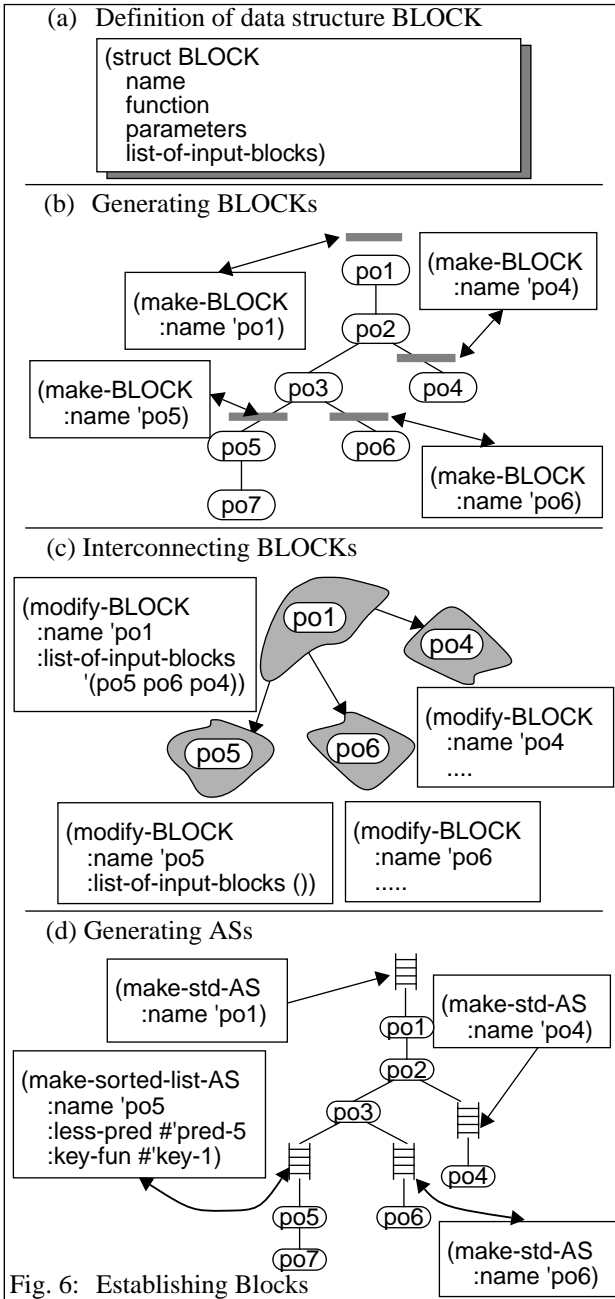 (a) Definition of data structure BLOCK
(struct BLOCK
name
function
parameters
list-of-input-blocks)
(b) Generating BLOCKs
po1
(make-BLOCK
:name 'po4)
(make-BLOCK
:name 'po1)
po2
(make-BLOCK
:name 'po5)
po3
po4
po5
po6
(make-BLOCK
:name 'po6)
po7
(c) Interconnecting BLOCKs
(modify-BLOCK
:name 'po1
:list-of-input-blocks
'(po5 po6 po4))
po1
po4
po5
po6
(modify-BLOCK
:name 'po4
....
(modify-BLOCK
:name 'po5
:list-of-input-blocks ())
(modify-BLOCK
:name 'po6
.....
(d) Generating ASs
(make-std-AS
:name 'po1)
(make-std-AS
:name 'po4)
po1
po2
(make-sorted-list-AS
:name 'po5
:less-pred #'pred-5
:key-fun #'key-1)
po3
po4
po5
po6
po7
(make-std-AS
:name 'po6)
Fig. 6: Establishing Blocks